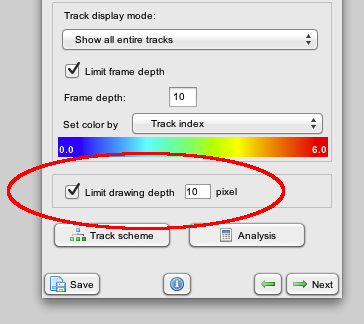 Track display mode:
Show all entire tracks
Limit frame depth
Frame depth: 10
Set color by Track index
0.0 6.0
Limit drawing depth 10 pixel
Track scheme Analysis
Save Next